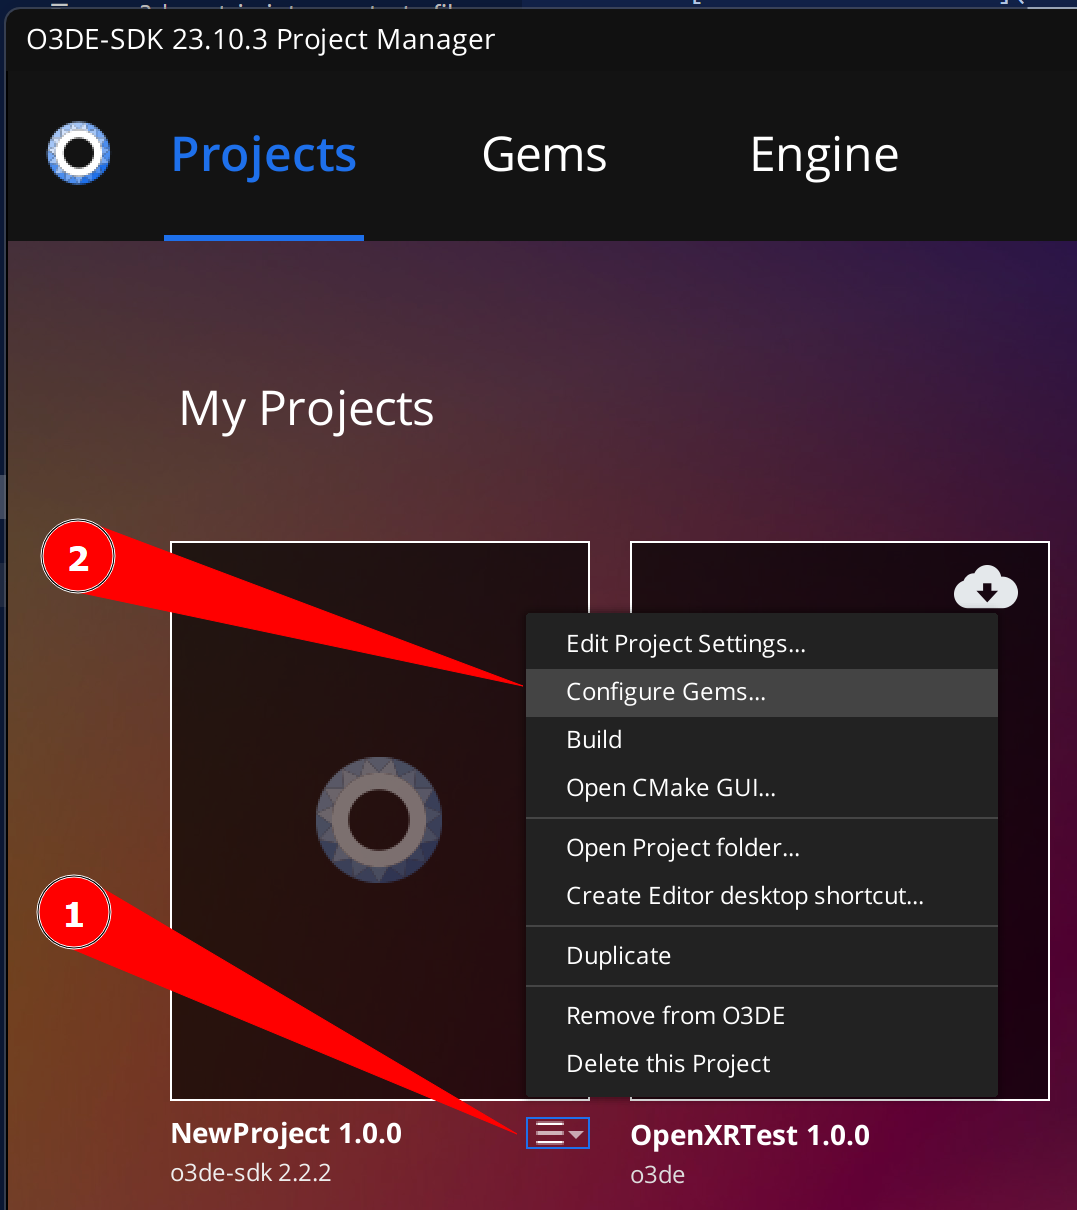 O3DE-SDK 23.10.3 Project Manager
Projects
Gems
Engine
My Projects
2
Edit Project Settings...
Configure Gems...
Build
Open CMake GUI...
Open Project folder...
Create Editor desktop shortcut...
Duplicate
Remove from O3DE
Delete this Project
1
NewProject 1.0.0
OpenXRTest 1.0.0
o3de-sdk 2.2.2
o3de